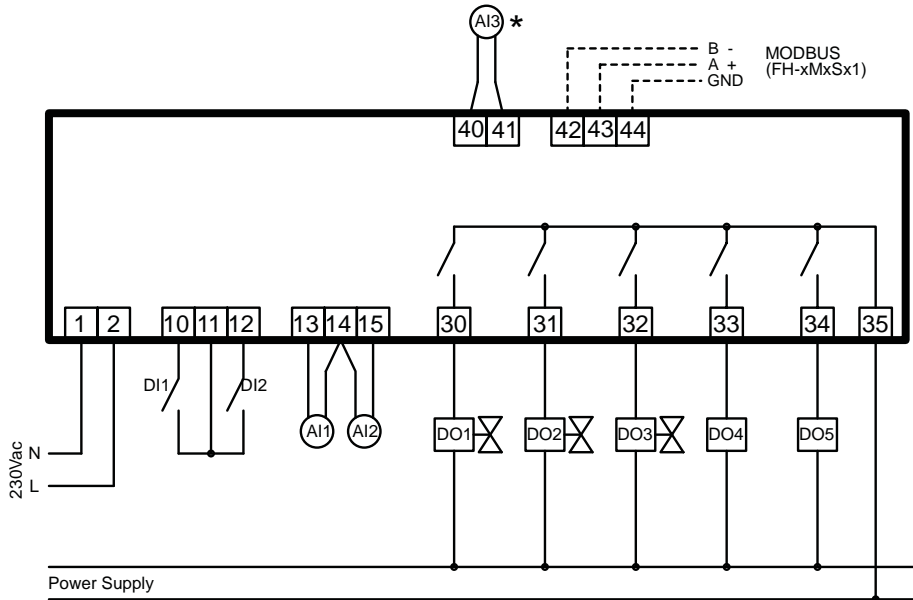 AI3 *
B -
A +
GND
MODBUS
(FH-xMxSx1)
40 41 42 43 44
1 2 10 11 12 13 14 15 30 31 32 33 34 35
DI1 DI2
AI1 AI2
DO1 DO2 DO3 DO4 DO5
230Vac
N
L
Power Supply